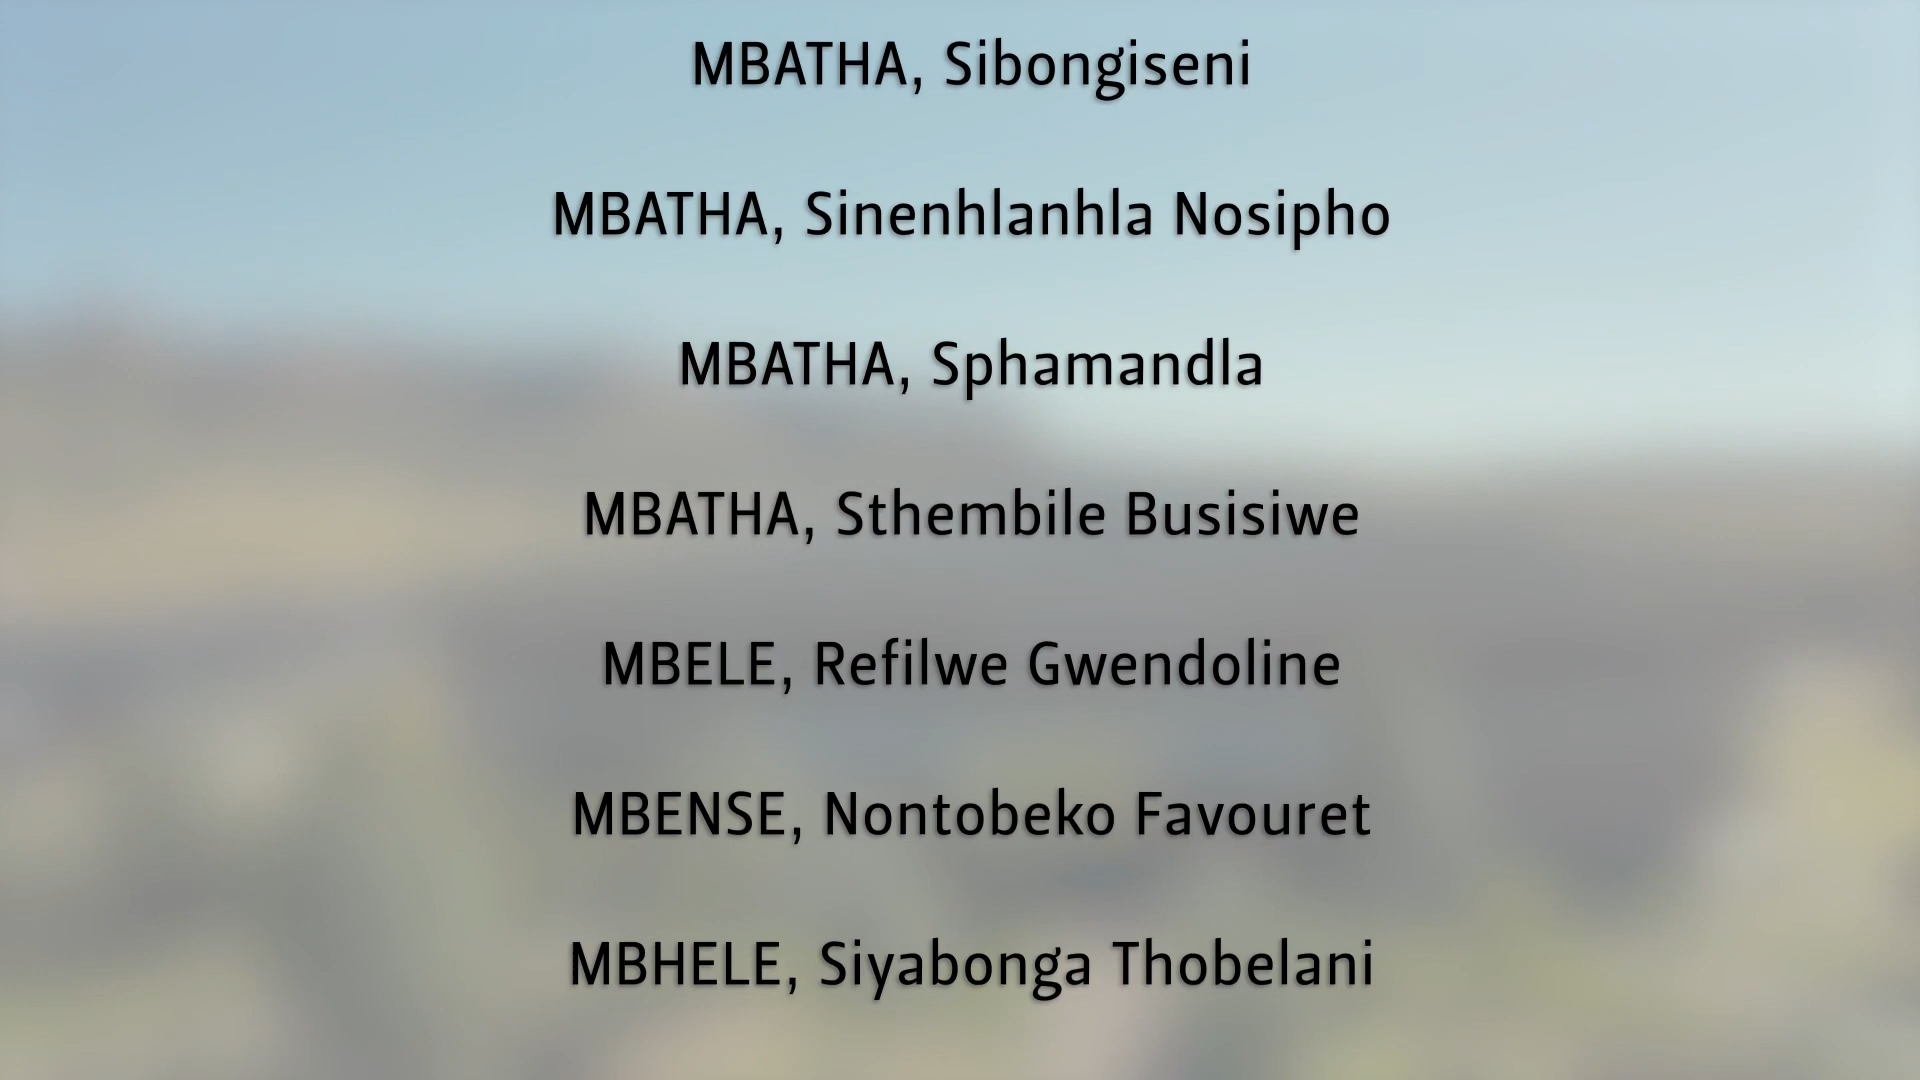 MBATHA, Sibongiseni
MBATHA, Sinenhlanhla Nosipho
MBATHA, Sphamandla
MBATHA, Sthembile Busisiwe
MBELE, Refilwe Gwendoline
MBENSE, Nontobeko Favouret
MBHELE, Siyabonga Thobelani